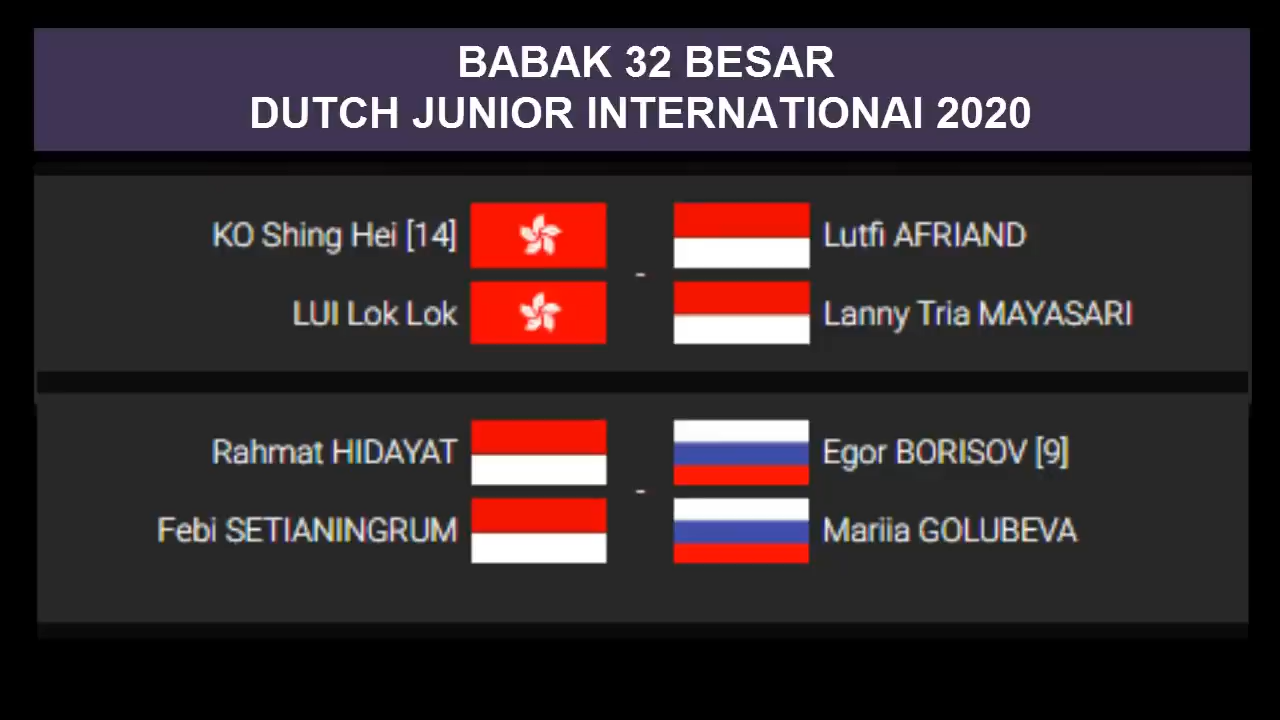 BABAK 32 BESAR
DUTCH JUNIOR INTERNATIONAl 2020
KO Shing Hei [14] - Lutfi AFRIAND
LUI Lok Lok Lanny Tria MAYASARI
Rahmat HIDAYAT - Egor BORISOV [9]
Febi SETIANINGRUM Mariia GOLUBEVA